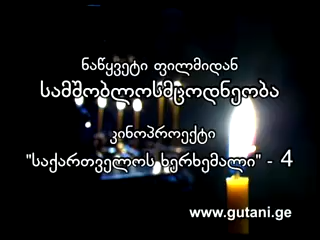 ნაწყვეტი ფილმიდან
სამშობლოსმცოდნეობა
კინოპროექტი
"საქართველოს ხერხემალი" - 4
www.gutani.ge